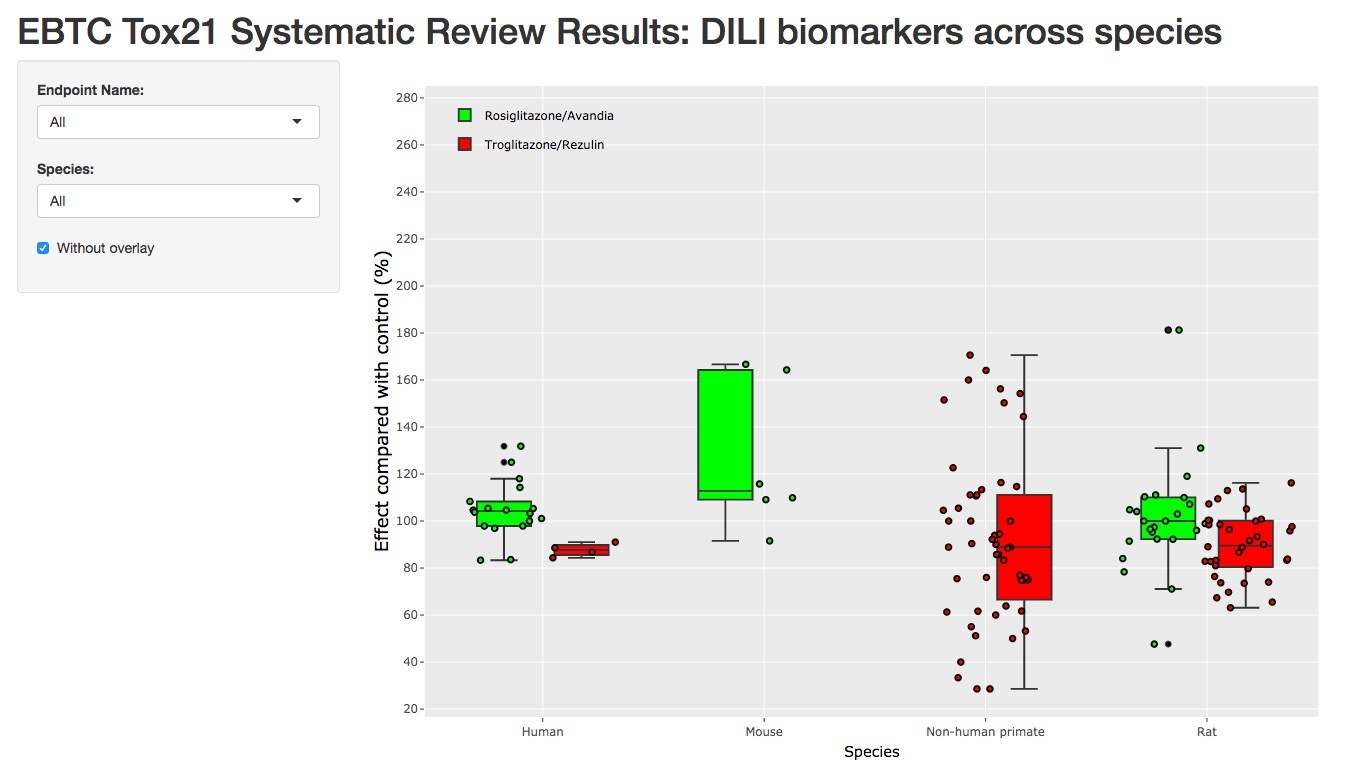 EBTC Tox21 Systematic Review Results: DILI biomarkers across species
Endpoint Name:
All
Species:
All
Without overlay
Effect compared with control (%)
280
260
240
220
200
180
160
140
120
100
80
60
40
20
Rosiglitazone/Avandia
Troglitazone/Rezulin
Human
Mouse
Non-human primate
Rat
Species